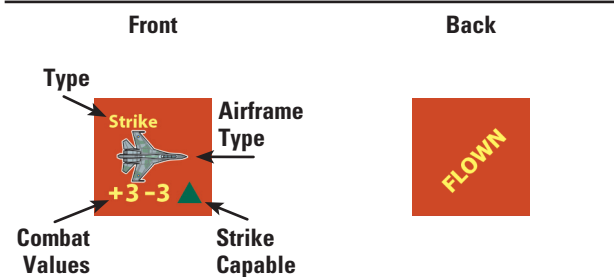 Front
Back
Type
Strike
Airframe
Type
+3 -3
FLOWN
Combat
Values
Strike
Capable